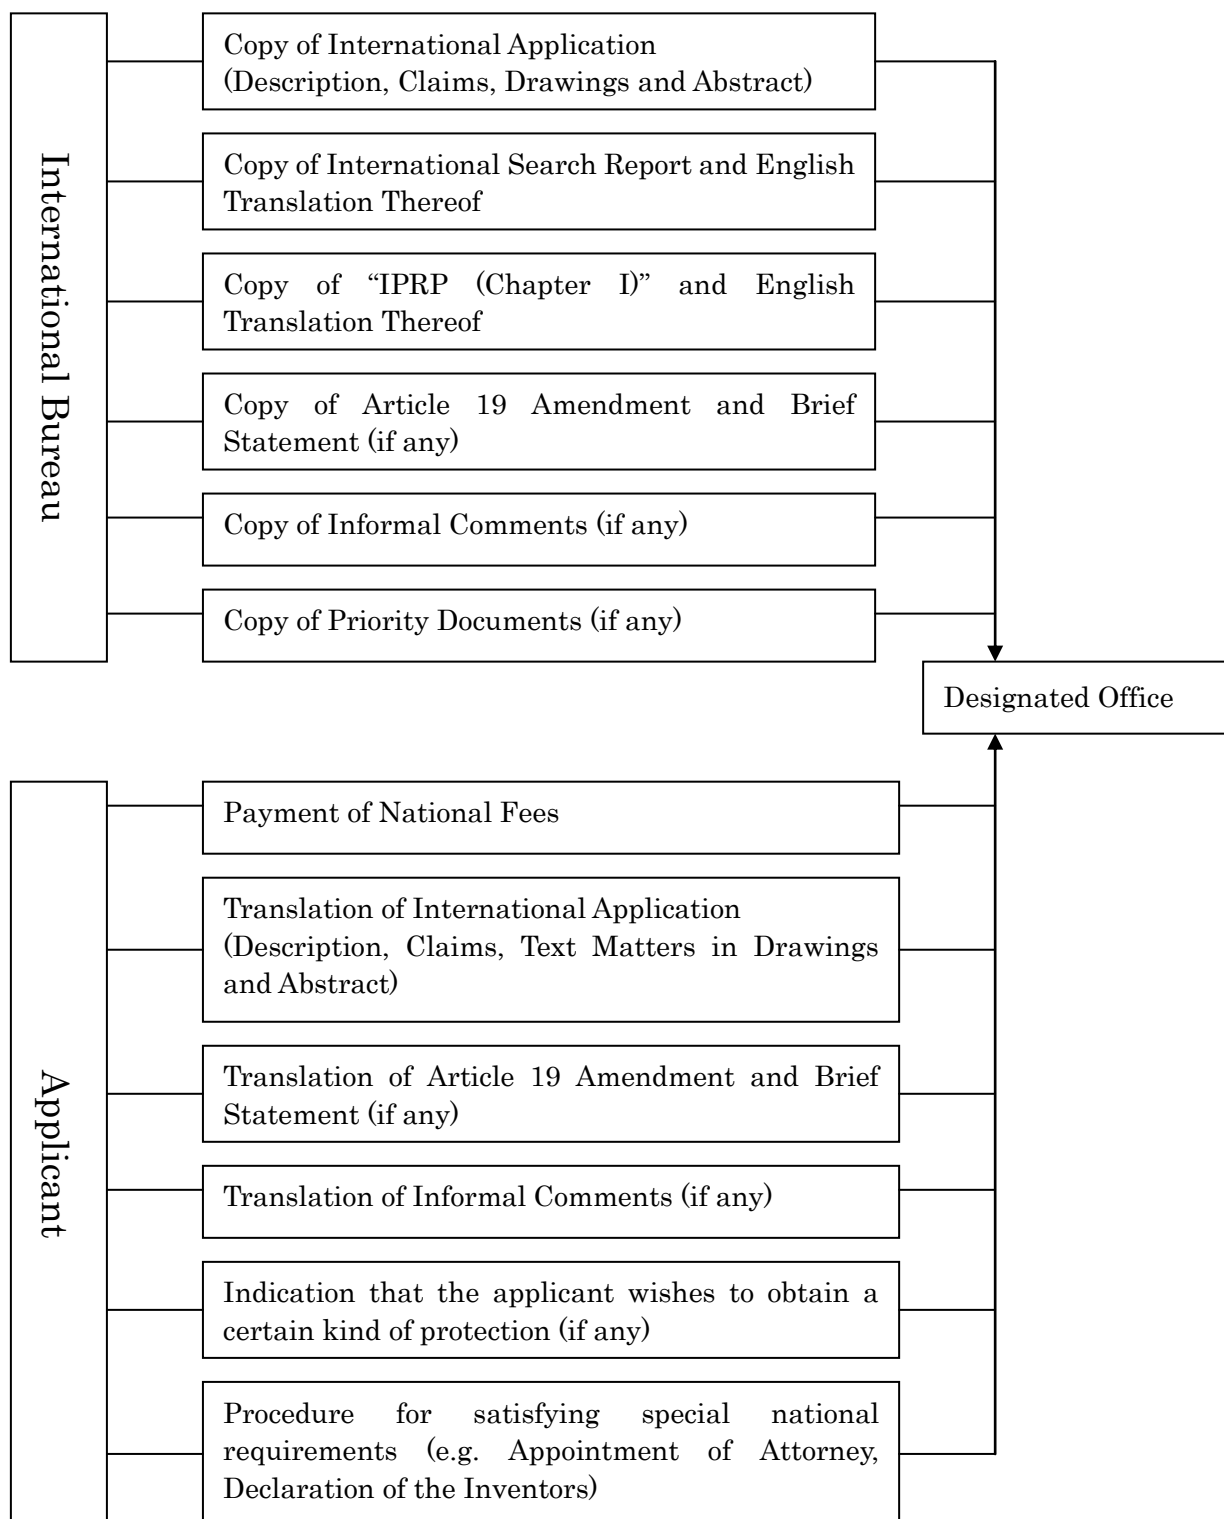 International Bureau
Copy of International Application
(Description, Claims, Drawings and Abstract)
Copy of International Search Report and English
Translation Thereof
Copy of “IPRP (Chapter I)” and English
Translation Thereof
Copy of Article 19 Amendment and Brief
Statement (if any)
Copy of Informal Comments (if any)
Copy of Priority Documents (if any)
Designated Office
Applicant
Payment of National Fees
Translation of International Application
(Description, Claims, Text Matters in Drawings
and Abstract)
Translation of Article 19 Amendment and Brief
Statement (if any)
Translation of Informal Comments (if any)
Indication that the applicant wishes to obtain a
certain kind of protection (if any)
Procedure for satisfying special national
requirements (e.g. Appointment of Attorney,
Declaration of the Inventors)